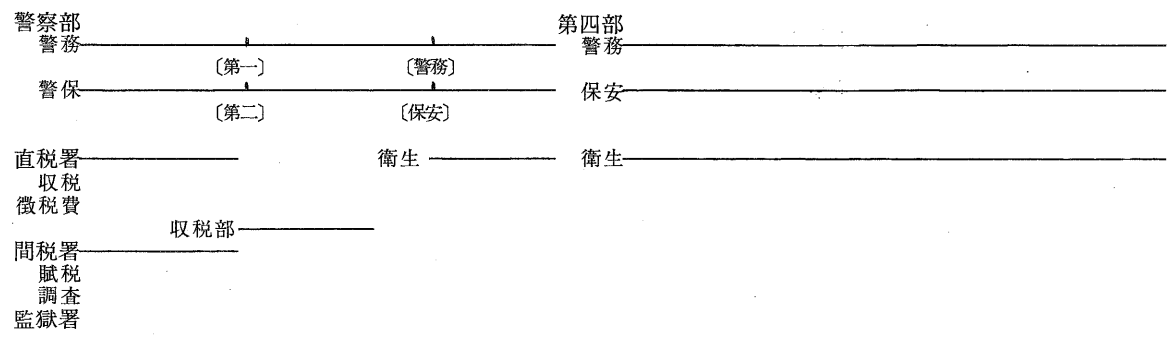 警察部 第四部
警務 警務
〔第一〕 〔警務〕
警保 保安
〔第二〕 〔保安〕
直税署 衛生 衛生
収税
徴税費
収税部
間税署
賦税
調査
監獄署